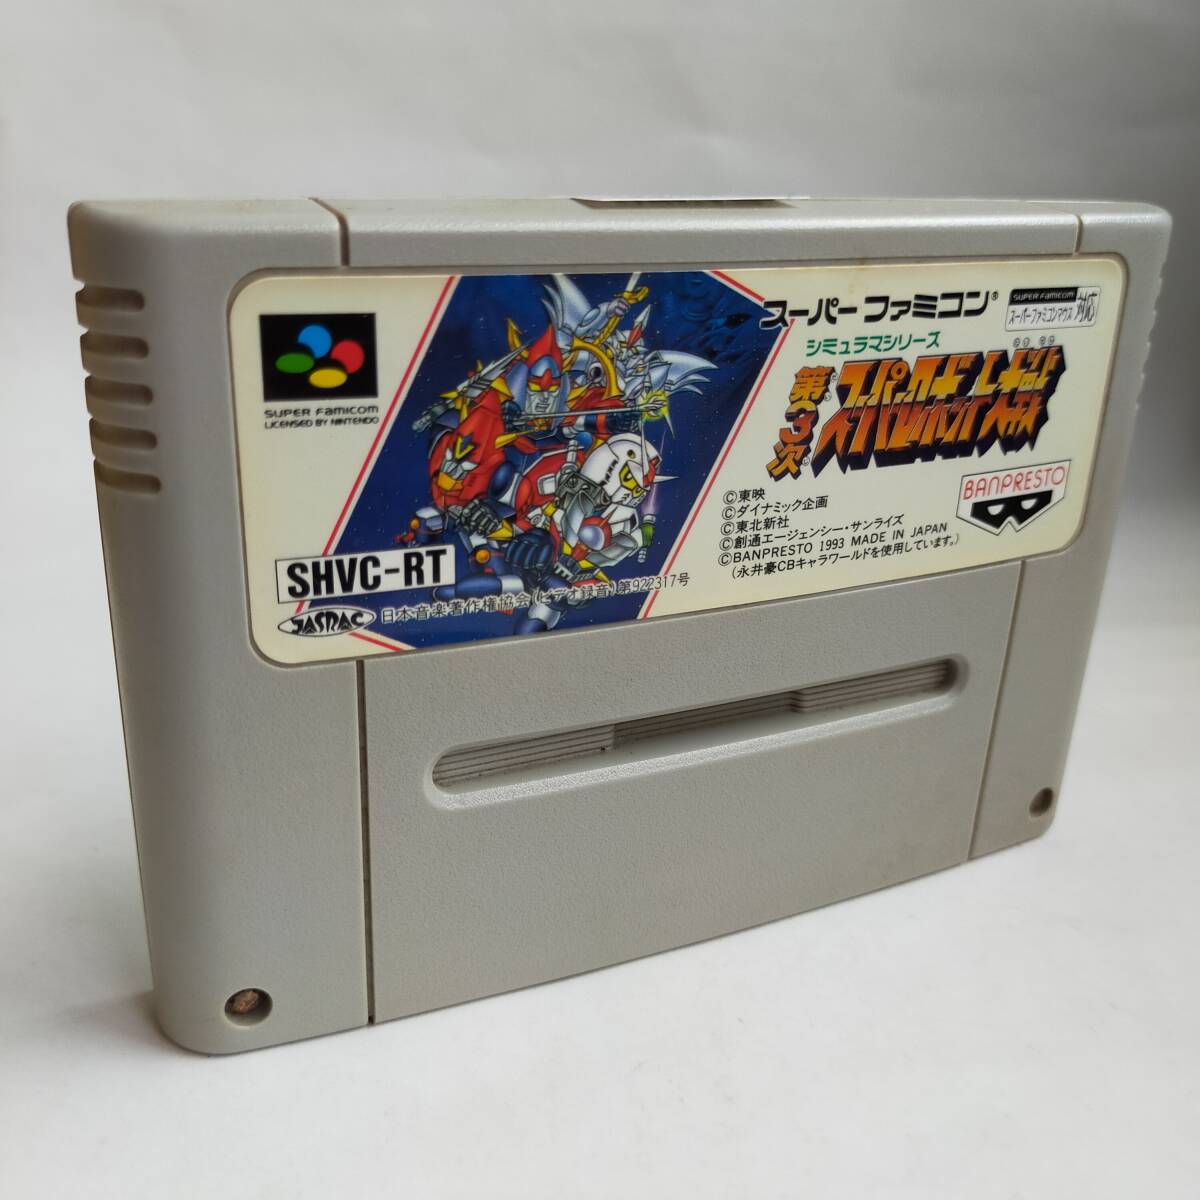 SUPER FAMICOM
LICENSED BY NINTENDO
SHVC-RT
JASRAC
日本音楽著作権協会(ビデオ録音)第922317号
スーパーファミコン®
SUPER FAMICOM
スーパーファミコンマウス対応
シミュラマシリーズ
第3次
スーパーロボット大戦
BANPRESTO
©東映
©ダイナミック企画
©東北新社
©創通エージェンシー・サンライズ
©BANPRESTO 1993 MADE IN JAPAN
(永井豪CBキャラワールドを使用しています。)